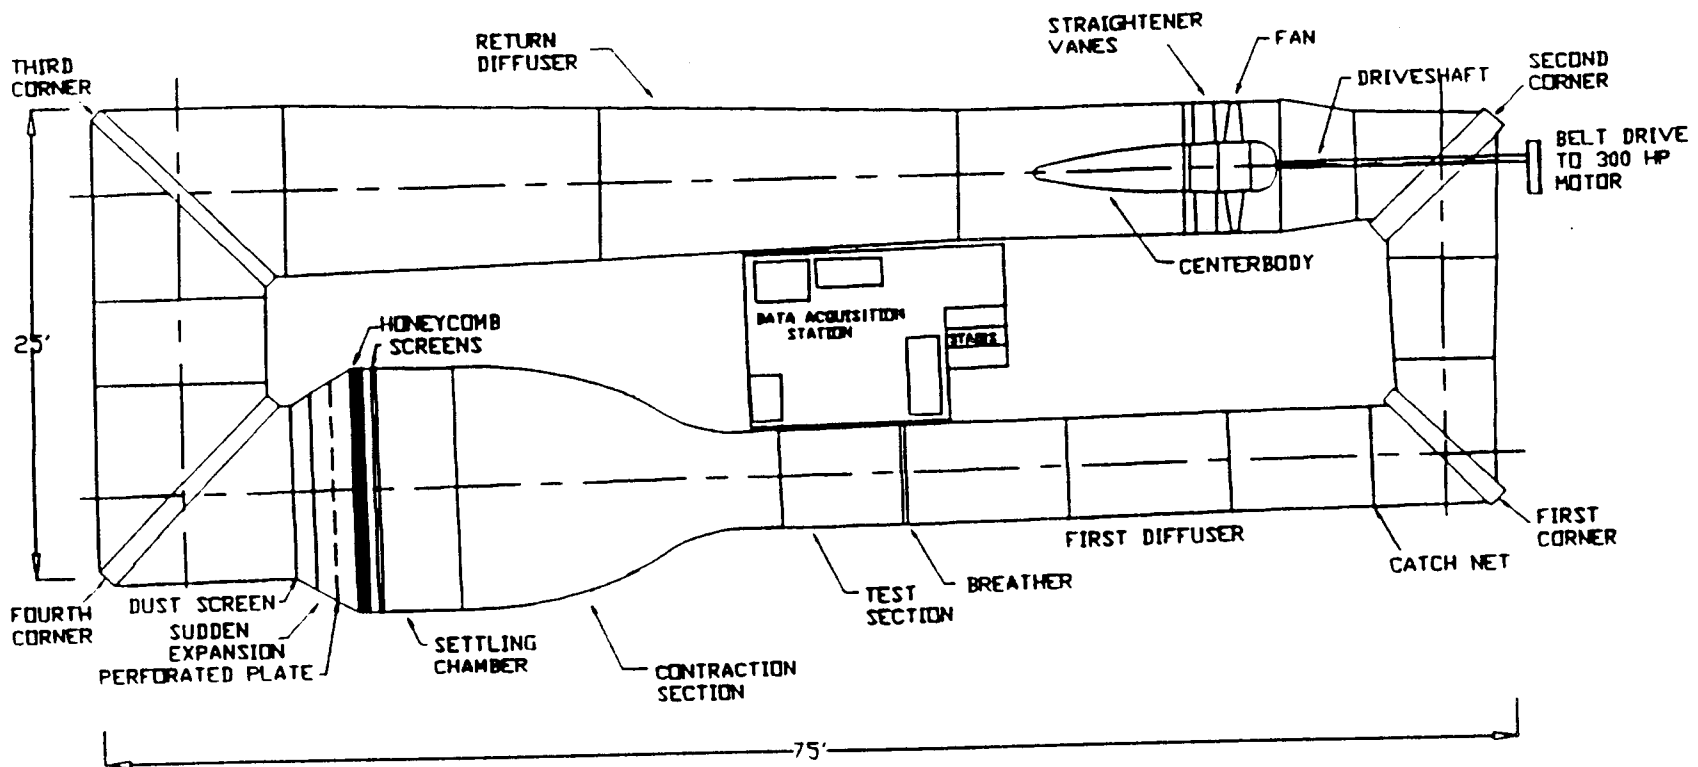 RETURN
DIFFUSER
STRAIGHTENER
VANES
FAN
THIRD
CORNER
DRIVESHAFT
SECOND
CORNER
BELT DRIVE
TO 300 HP
MOTOR
CENTERBODY
25'
HONEYCOMB
SCREENS
DATA ACQUISITION
STATION
STAIRS
FOURTH
CORNER
DUST SCREEN
SUDDEN
EXPANSION
PERFORATED PLATE
SETTLING
CHAMBER
CONTRACTION
SECTION
TEST
SECTION
BREATHER
FIRST DIFFUSER
CATCH NET
FIRST
CORNER
75'